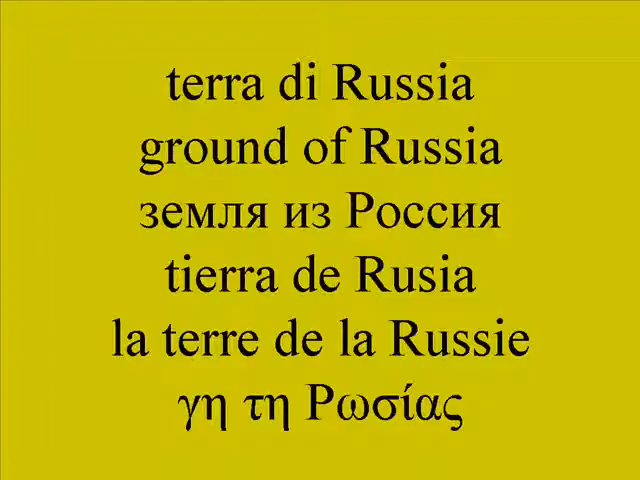 terra di Russia
ground of Russia
земля из Россия
tierra de Rusia
la terre de la Russie
γη τη Ρωσίας